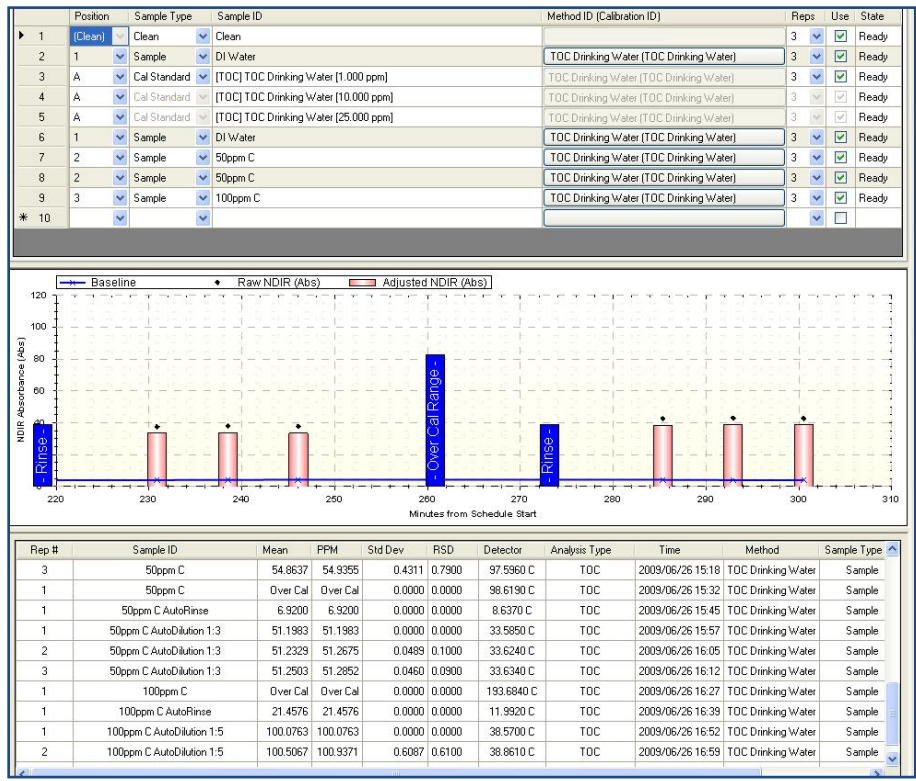 Position Sample Type Sample ID Method ID (Calibration ID) Reps Use State
1 (Clean) Clean Clean 3 Ready
2 1 Sample DI Water TOC Drinking Water (TOC Drinking Water) 3 Ready
3 A Cal Standard [TOC] TOC Drinking Water [1.000 ppm] TOC Drinking Water (TOC Drinking Water) 3 Ready
4 A Cal Standard [TOC] TOC Drinking Water [10.000 ppm] TOC Drinking Water (TOC Drinking Water) 3 Ready
5 A Cal Standard [TOC] TOC Drinking Water [25.000 ppm] TOC Drinking Water (TOC Drinking Water) 3 Ready
6 1 Sample DI Water TOC Drinking Water (TOC Drinking Water) 3 Ready
7 2 Sample 50ppm C TOC Drinking Water (TOC Drinking Water) 3 Ready
8 2 Sample 50ppm C TOC Drinking Water (TOC Drinking Water) 3 Ready
9 3 Sample 100ppm C TOC Drinking Water (TOC Drinking Water) 3 Ready
* 10
Baseline Raw NDIR (Abs) Adjusted NDIR (Abs)
120
100
80
60
40
0
NDIR Absorbance (Abs)
- Rinse -
- Over Cal Range -
- Rinse -
220 230 240 250 260 270 280 290 300 310
Minutes from Schedule Start
Rep # Sample ID Mean PPM Std Dev RSD Detector Analysis Type Time Method Sample Type
3 50ppm C 54.8637 54.9355 0.4311 0.7900 97.5960 C TOC 2009/06/26 15:18 TOC Drinking Water Sample
1 50ppm C Over Cal Over Cal 0.0000 0.0000 98.6190 C TOC 2009/06/26 15:32 TOC Drinking Water Sample
1 50ppm C AutoRinse 6.9200 6.9200 0.0000 0.0000 8.6370 C TOC 2009/06/26 15:45 TOC Drinking Water Sample
1 50ppm C AutoDilution 1:3 51.1983 51.1983 0.0000 0.0000 33.5850 C TOC 2009/06/26 15:57 TOC Drinking Water Sample
2 50ppm C AutoDilution 1:3 51.2329 51.2675 0.0489 0.1000 33.6240 C TOC 2009/06/26 16:05 TOC Drinking Water Sample
3 50ppm C AutoDilution 1:3 51.2503 51.2852 0.0460 0.0900 33.6340 C TOC 2009/06/26 16:12 TOC Drinking Water Sample
1 100ppm C Over Cal Over Cal 0.0000 0.0000 193.6840 C TOC 2009/06/26 16:27 TOC Drinking Water Sample
1 100ppm C AutoRinse 21.4576 21.4576 0.0000 0.0000 11.9920 C TOC 2009/06/26 16:39 TOC Drinking Water Sample
1 100ppm C AutoDilution 1:5 100.0763 100.0763 0.0000 0.0000 38.5700 C TOC 2009/06/26 16:52 TOC Drinking Water Sample
2 100ppm C AutoDilution 1:5 100.5067 100.9371 0.6087 0.6100 38.8610 C TOC 2009/06/26 16:59 TOC Drinking Water Sample